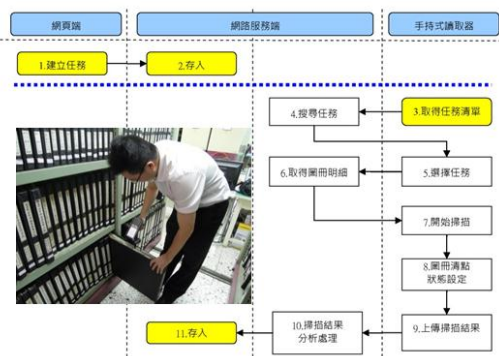 網頁端
網路服務端
手持式讀取器
1.建立任務
2.存入
3.取得任務清單
4.搜尋任務
5.選擇任務
6.取得圖冊明細
7.開始掃描
8.圖冊清點
狀態設定
9.上傳掃描結果
10.掃描結果
分析處理
11.存入